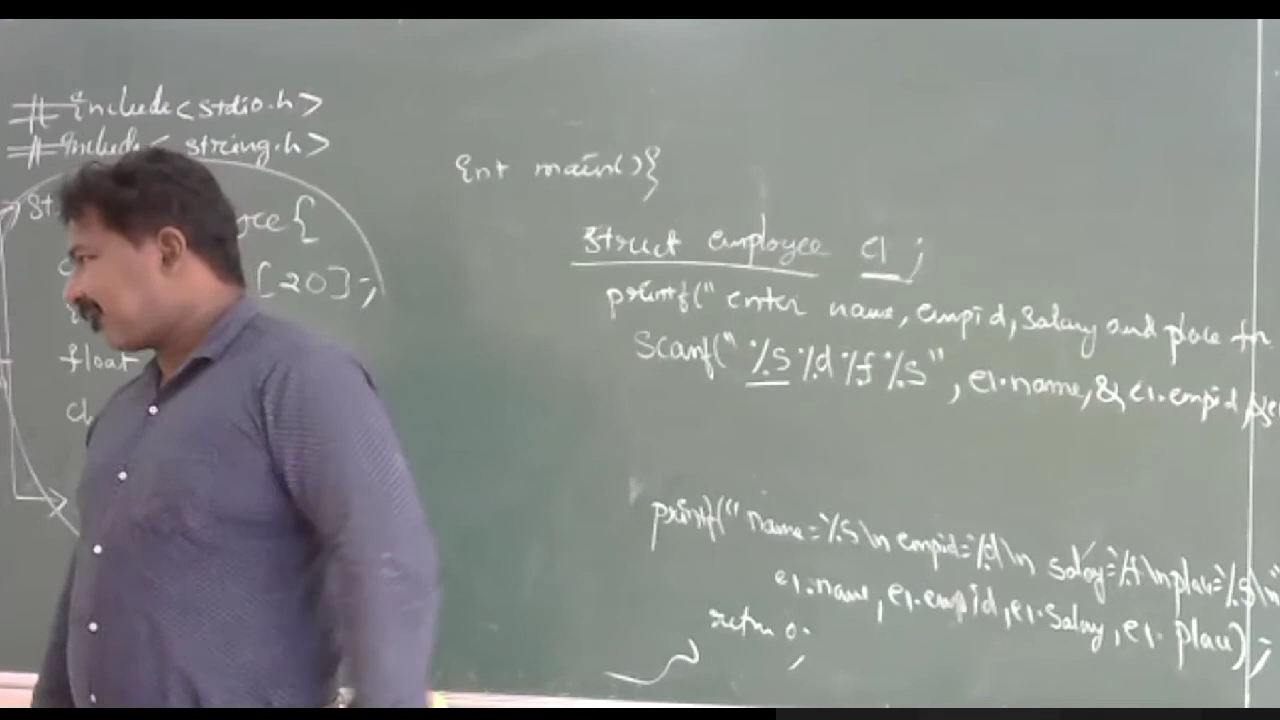 #include<stdio.h>
#include< string.h>
{
[20];
float
int main(){
struct employee e1;
printf(" enter name, empid, salary and place for
scanf(" %s %d %f %s" , e1.name, & e1.empid, &e1
printf(" name=%s\n empid=%d\n salary=%f\n place=%s\n"
e1.name, e1.empid, e1.salary, e1.place);
return 0;